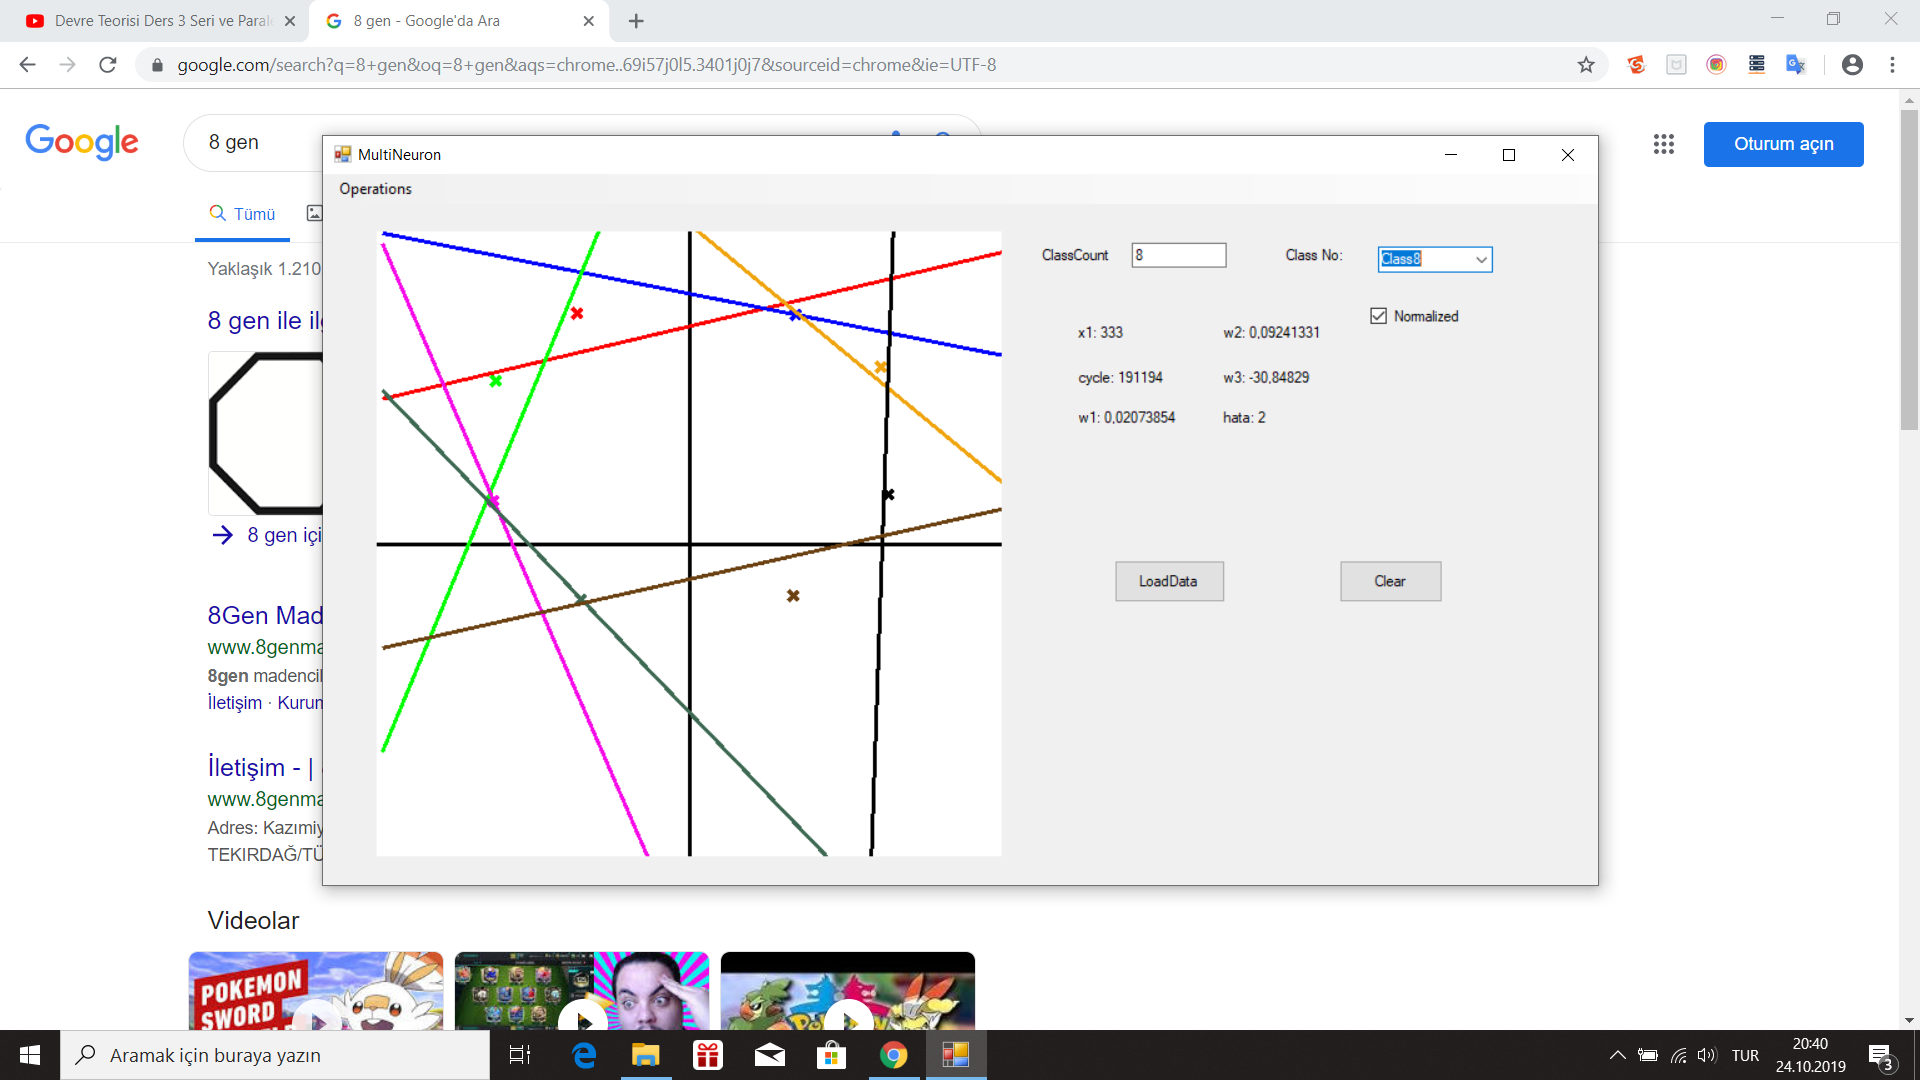 Devre Teorisi Ders 3 Seri ve Paral
8 gen - Google'da Ara
google.com/search?q=8+gen&oq=8+gen&aqs=chrome..69i57j0l5.3401j0j7&sourceid=chrome&ie=UTF-8
Google
8 gen
Oturum açın
Tümü
Yaklaşık 1.210
8 gen ile il
8 gen içi
8Gen Mad
www.8genma
8gen madencil
İletişim · Kurum
İletişim - |
www.8genma
Adres: Kazımiy
TEKIRDAĞ/TÜ
Videolar
POKEMON
SWORD
MultiNeuron
Operations
ClassCount 8 Class No: Class8
Normalized
x1: 333 w2: 0,09241331
cycle: 191194 w3: -30,84829
w1: 0,02073854 hata: 2
LoadData Clear
Aramak için buraya yazın
TUR
20:40
24.10.2019
3